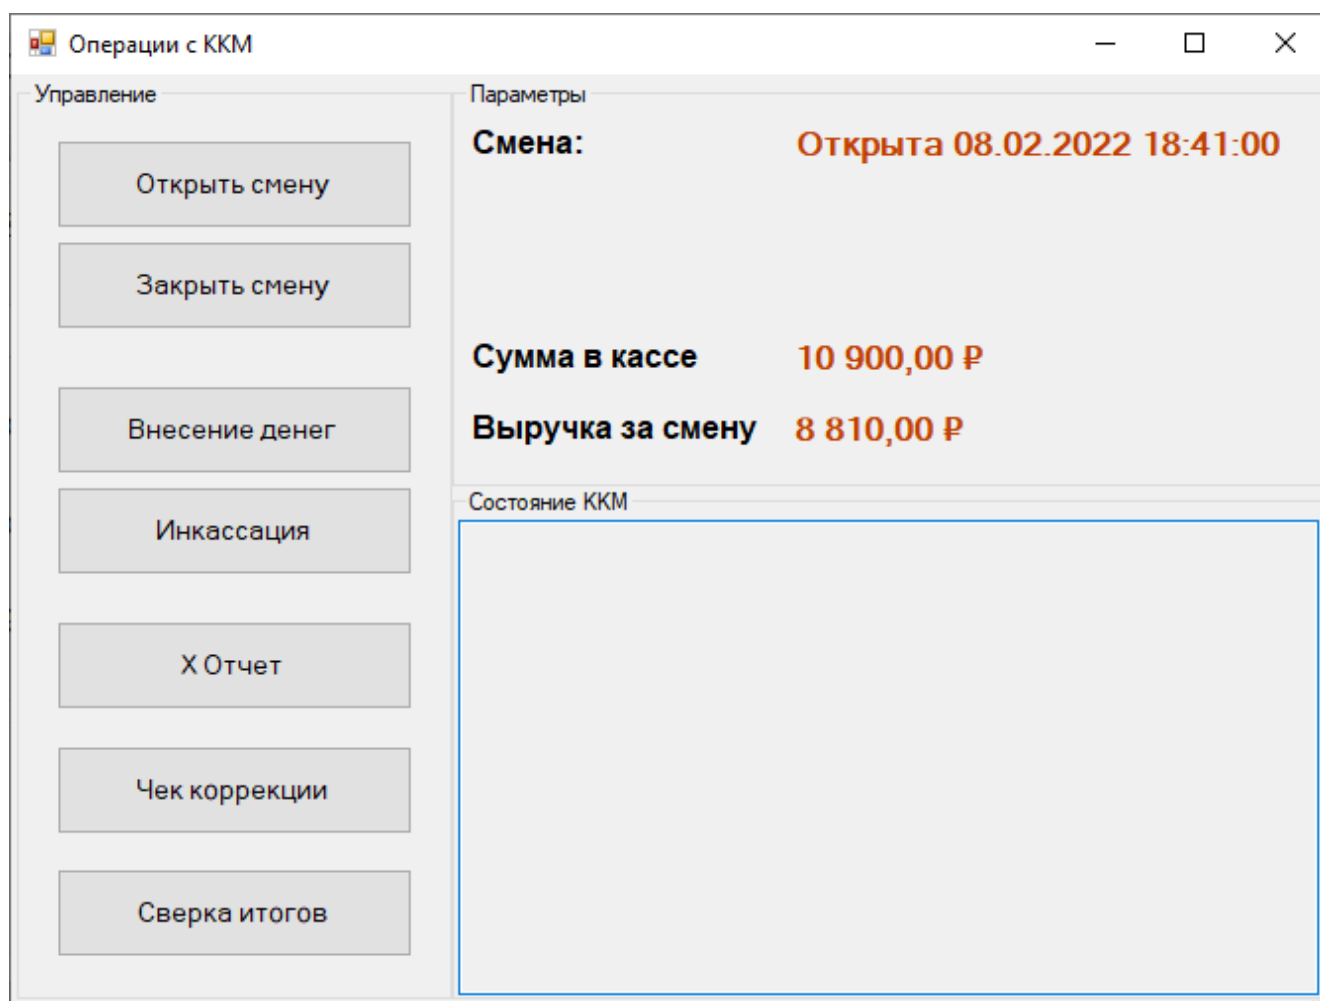 Операции с ККМ
Управление
Открыть смену
Закрыть смену
Внесение денег
Инкассация
X Отчет
Чек коррекции
Сверка итогов
Параметры
Смена: Открыта 08.02.2022 18:41:00
Сумма в кассе 10 900,00 ₽
Выручка за смену 8 810,00 ₽
Состояние ККМ